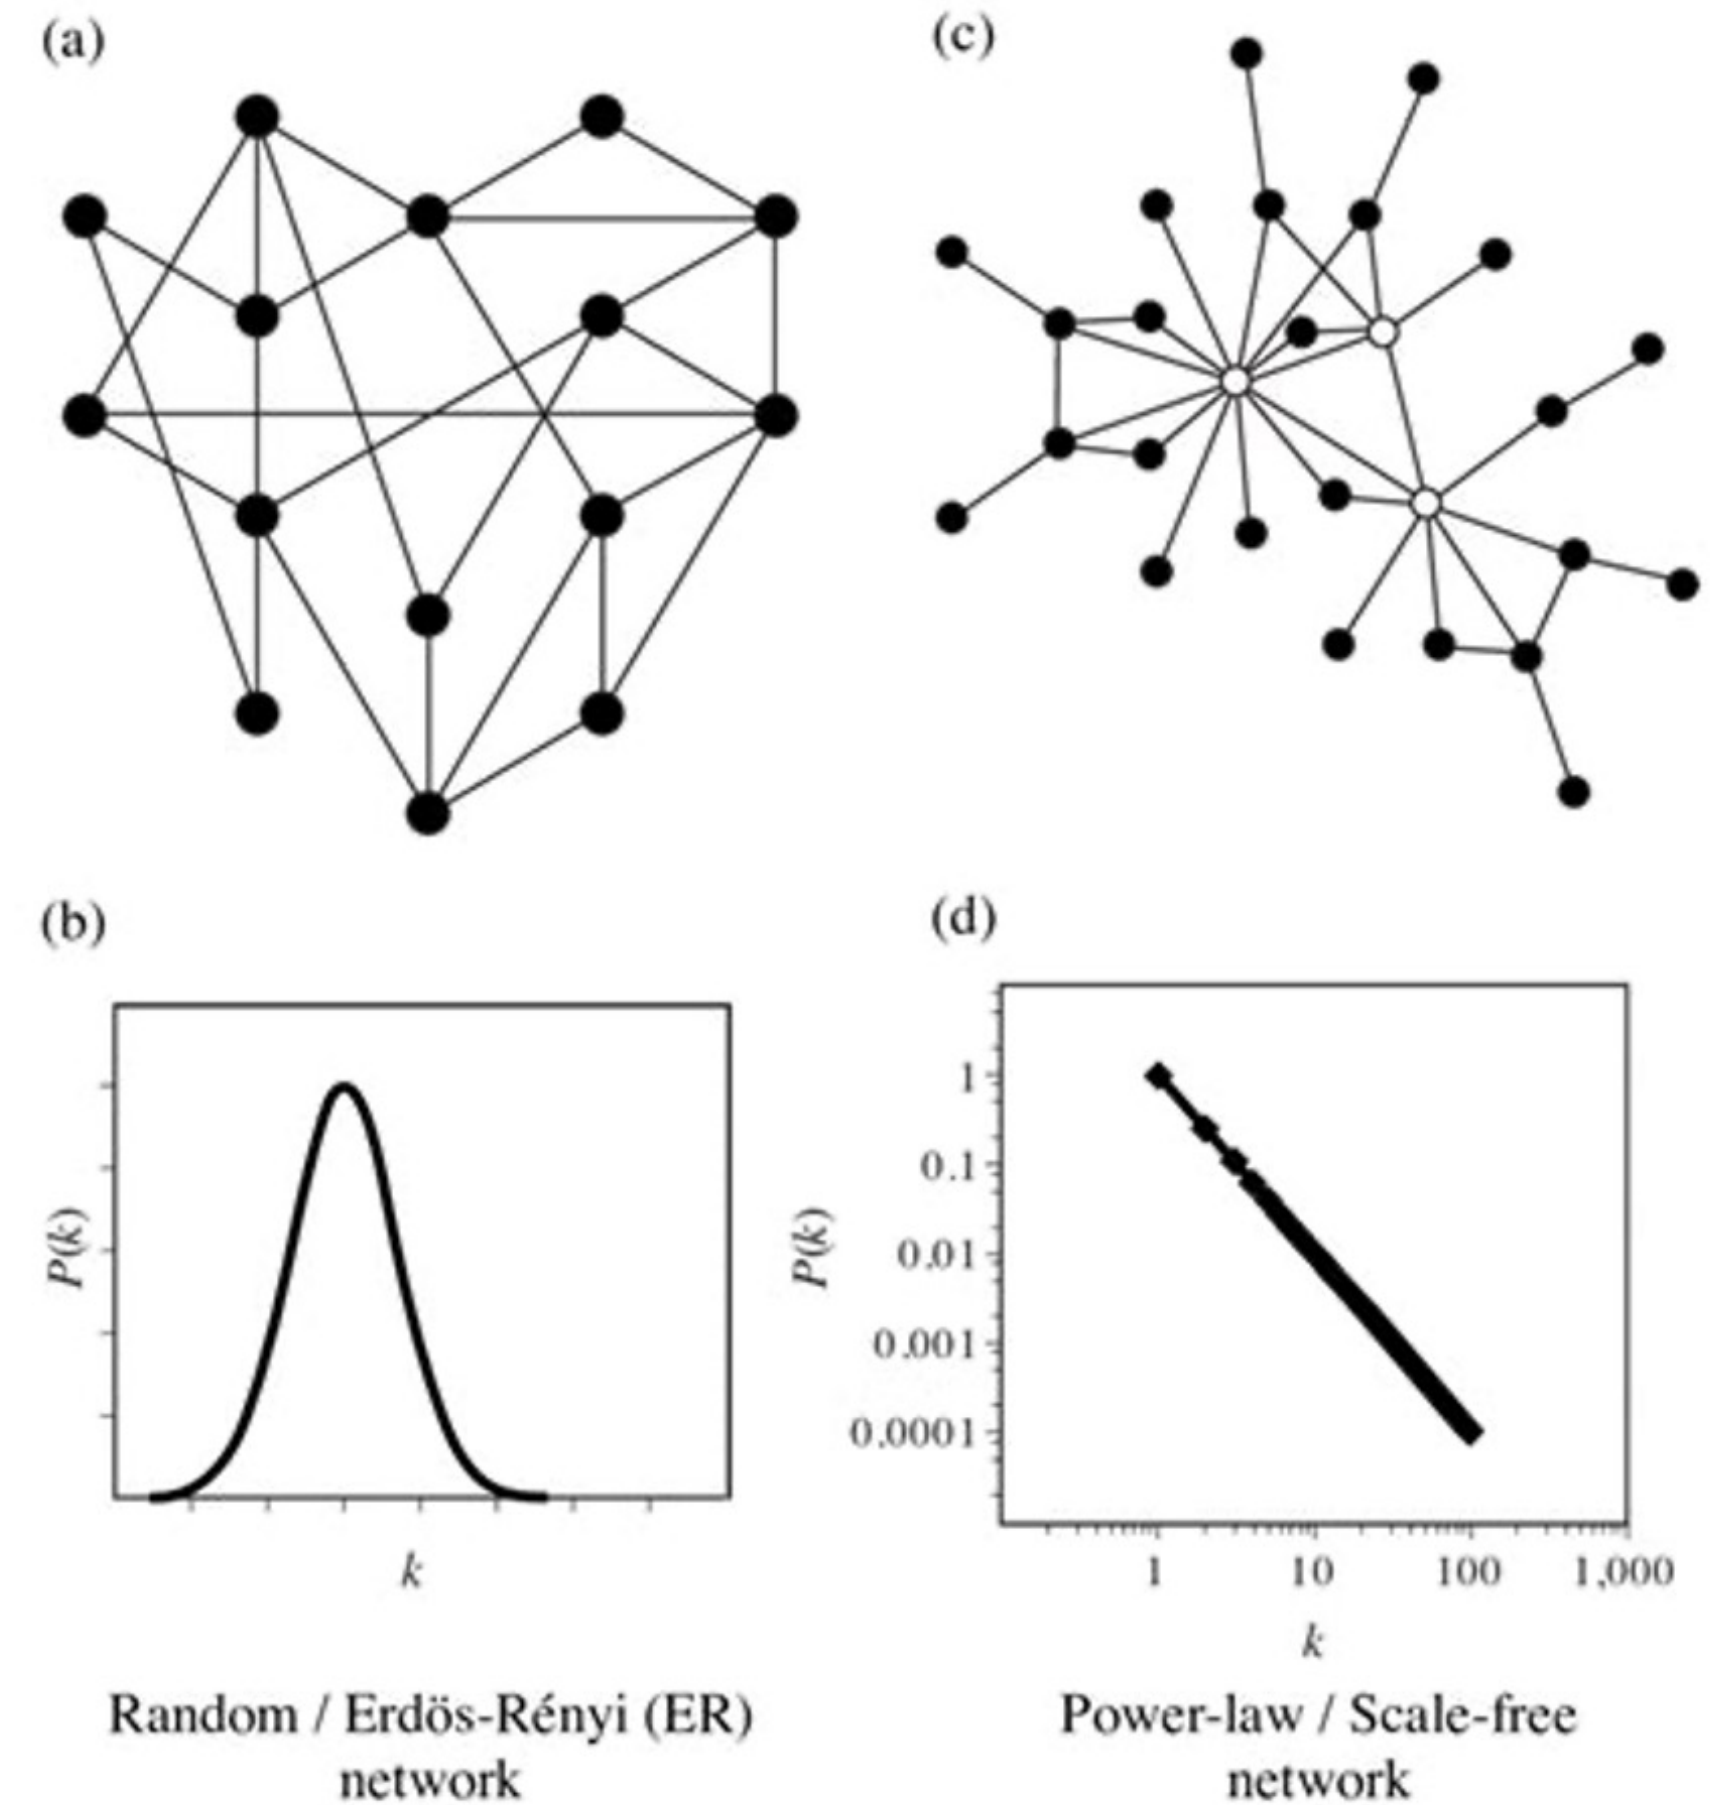 (a)
(c)
(b)
P(k)
k
Random / Erdös-Rényi (ER)
network
(d)
P(k)
1
0.1
0.01
0.001
0.0001
1 10 100 1,000
k
Power-law / Scale-free
network